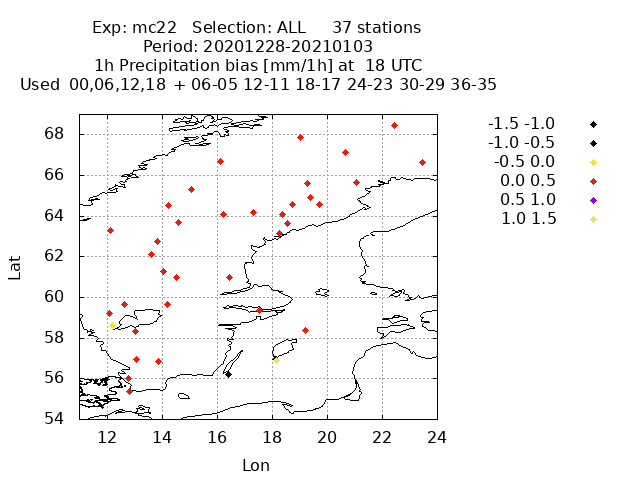 Exp: mc22   Selection: ALL     37 stations
Period: 20201228-20210103
1h Precipitation bias [mm/1h] at  18 UTC
Used  00,06,12,18  + 06-05 12-11 18-17 24-23 30-29 36-35
-1.5 -1.0
-1.0 -0.5
-0.5 0.0
0.0 0.5
0.5 1.0
1.0 1.5
68
66
64
62
60
58
56
54
Lat
12 14 16 18 20 22 24
Lon